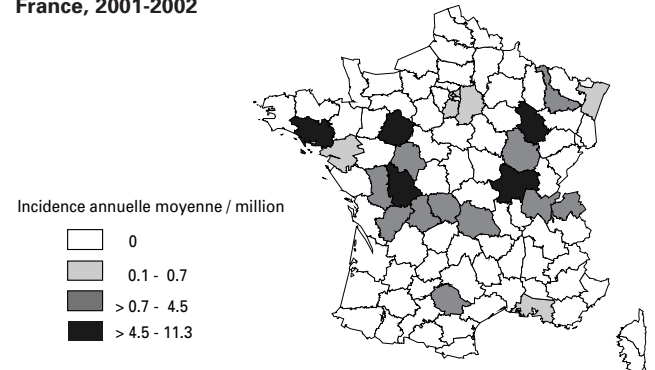 France, 2001-2002
Incidence annuelle moyenne / million
0
0.1 - 0.7
> 0.7 - 4.5
> 4.5 - 11.3